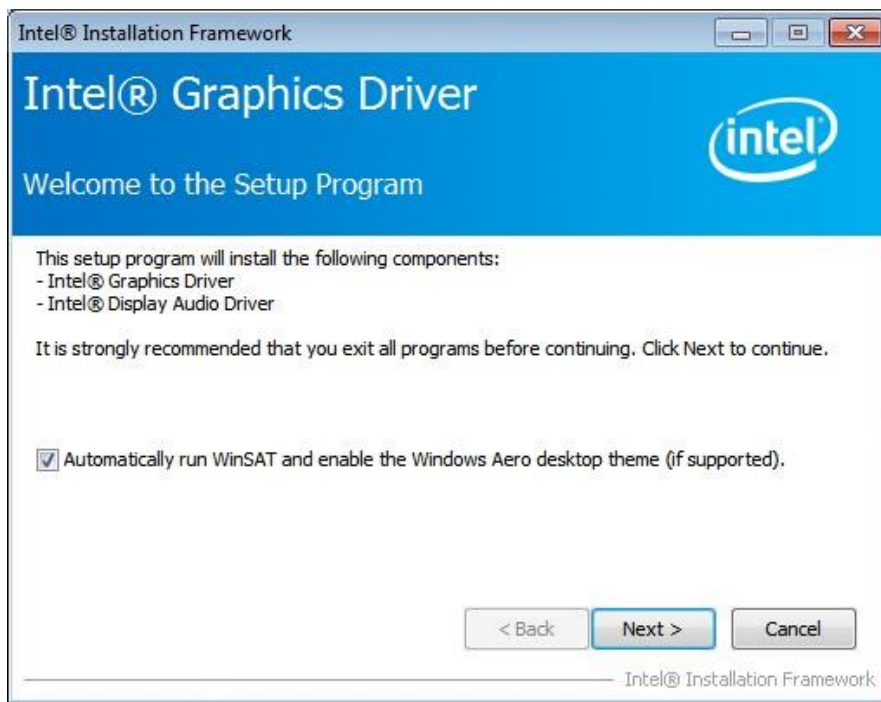 Intel® Installation Framework
Intel® Graphics Driver
intel
Welcome to the Setup Program
This setup program will install the following components:
- Intel® Graphics Driver
- Intel® Display Audio Driver
It is strongly recommended that you exit all programs before continuing. Click Next to continue.
Automatically run WinSAT and enable the Windows Aero desktop theme (if supported).
< Back
Next >
Cancel
Intel® Installation Framework